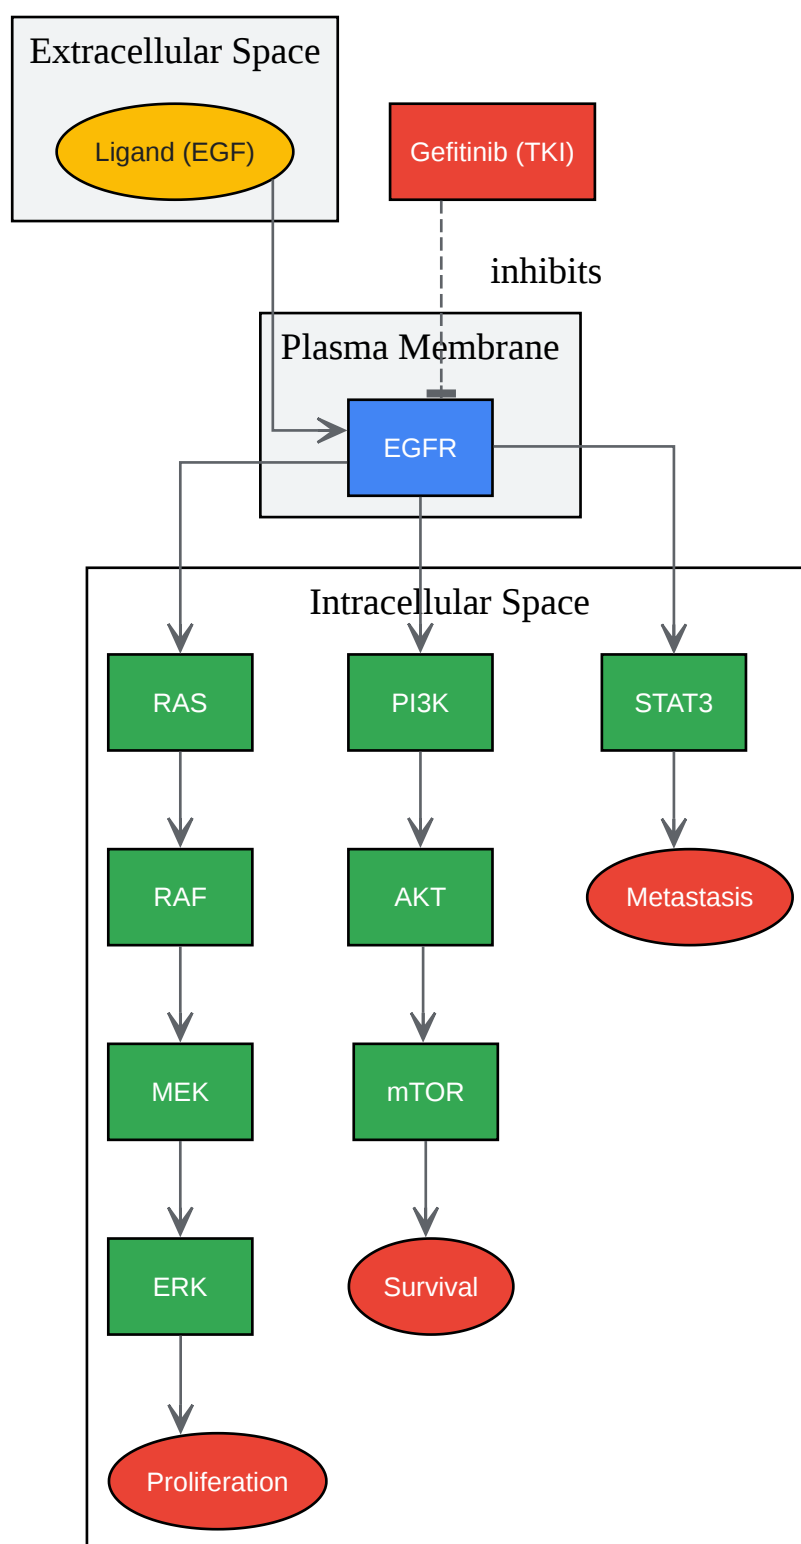 Extracellular Space
Ligand (EGF)
Gefitinib (TKI)
inhibits
Plasma Membrane
EGFR
Intracellular Space
RAS
PI3K
STAT3
RAF
AKT
Metastasis
MEK
mTOR
ERK
Survival
Proliferation